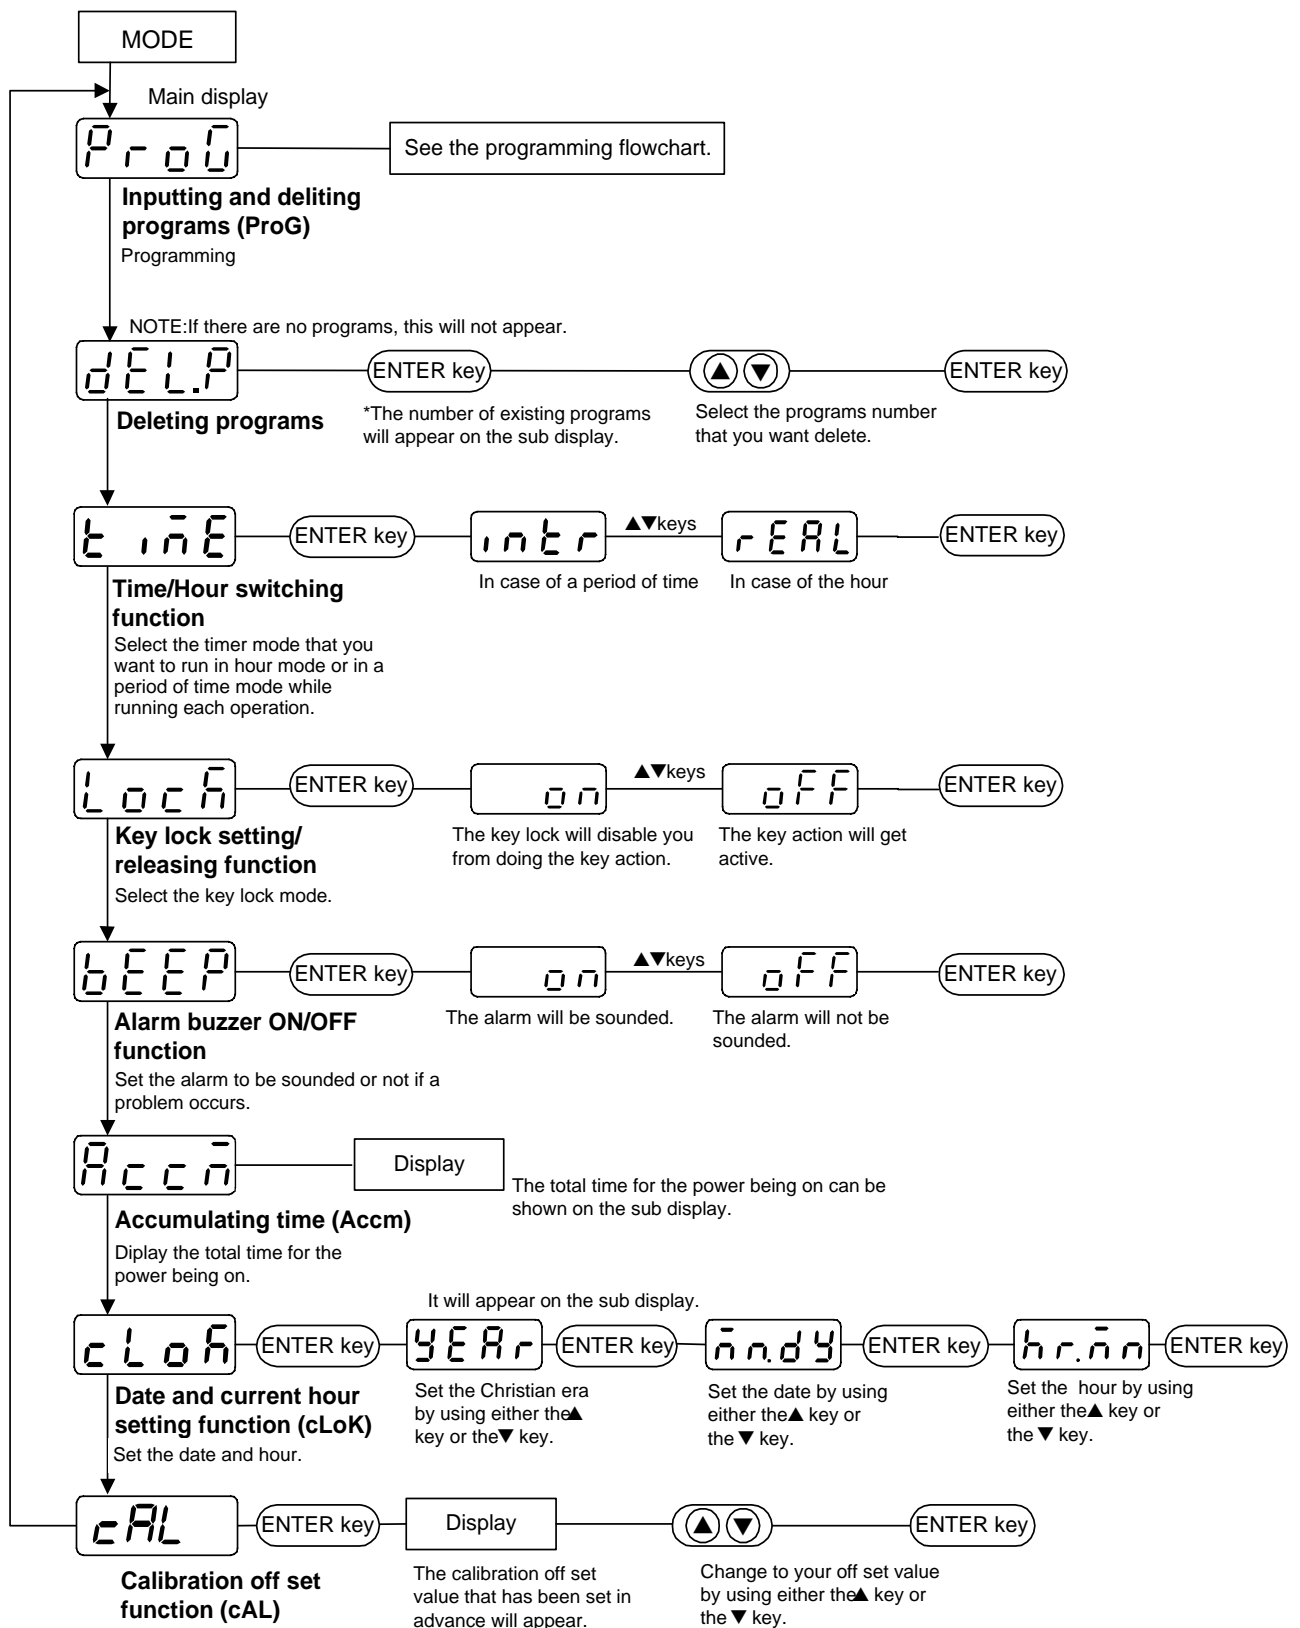 MODE
Main display
ProG
See the programming flowchart.
Inputting and deliting
programs (ProG)
Programming
NOTE:If there are no programs, this will not appear.
dEL.P
ENTER key
▲ ▼
ENTER key
Deleting programs
*The number of existing programs
will appear on the sub display.
Select the programs number
that you want delete.
timE
ENTER key
intr
▲▼keys
rEAL
ENTER key
In case of a period of time
In case of the hour
Time/Hour switching
function
Select the timer mode that you
want to run in hour mode or in a
period of time mode while
running each operation.
LocK
ENTER key
on
▲▼keys
oFF
ENTER key
Key lock setting/
releasing function
Select the key lock mode.
The key lock will disable you
from doing the key action.
The key action will get
active.
bEEP
ENTER key
on
▲▼keys
oFF
ENTER key
Alarm buzzer ON/OFF
function
Set the alarm to be sounded or not if a
problem occurs.
The alarm will be sounded.
The alarm will not be
sounded.
Accm
Display
The total time for the power being on can be
shown on the sub display.
Accumulating time (Accm)
Diplay the total time for the
power being on.
It will appear on the sub display.
cLoK
ENTER key
yEAr
ENTER key
mn.dy
ENTER key
hr.mn
ENTER key
Date and current hour
setting function (cLoK)
Set the date and hour.
Set the Christian era
by using either the▲
key or the▼ key.
Set the date by using
either the▲ key or
the ▼ key.
Set the  hour by using
either the▲ key or
the ▼ key.
cAL
ENTER key
Display
▲ ▼
ENTER key
Calibration off set
function (cAL)
The calibration off set
value that has been set in
advance will appear.
Change to your off set value
by using either the▲ key or
the ▼ key.